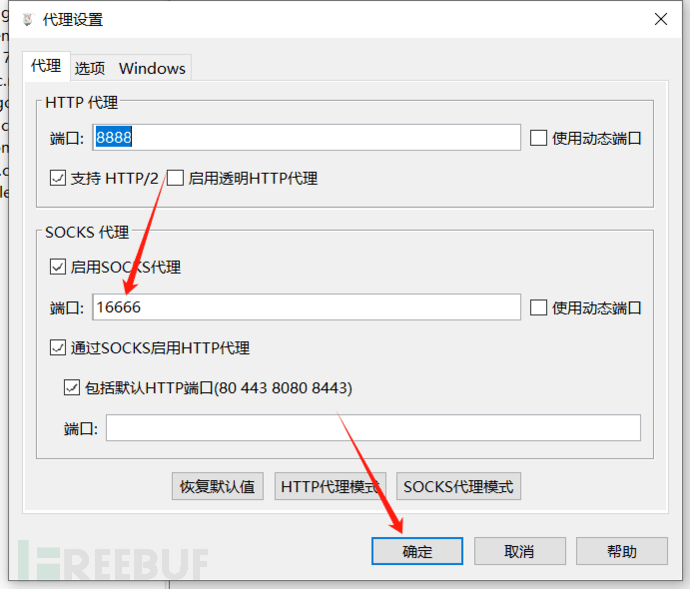 代理设置
代理 选项 Windows
HTTP 代理
端口: 8888 使用动态端口
支持 HTTP/2 启用透明HTTP代理
SOCKS 代理
启用SOCKS代理
端口: 16666 使用动态端口
通过SOCKS启用HTTP代理
包括默认HTTP端口(80 443 8080 8443)
端口:
恢复默认值 HTTP代理模式 SOCKS代理模式
确定 取消 帮助
FREEBUF